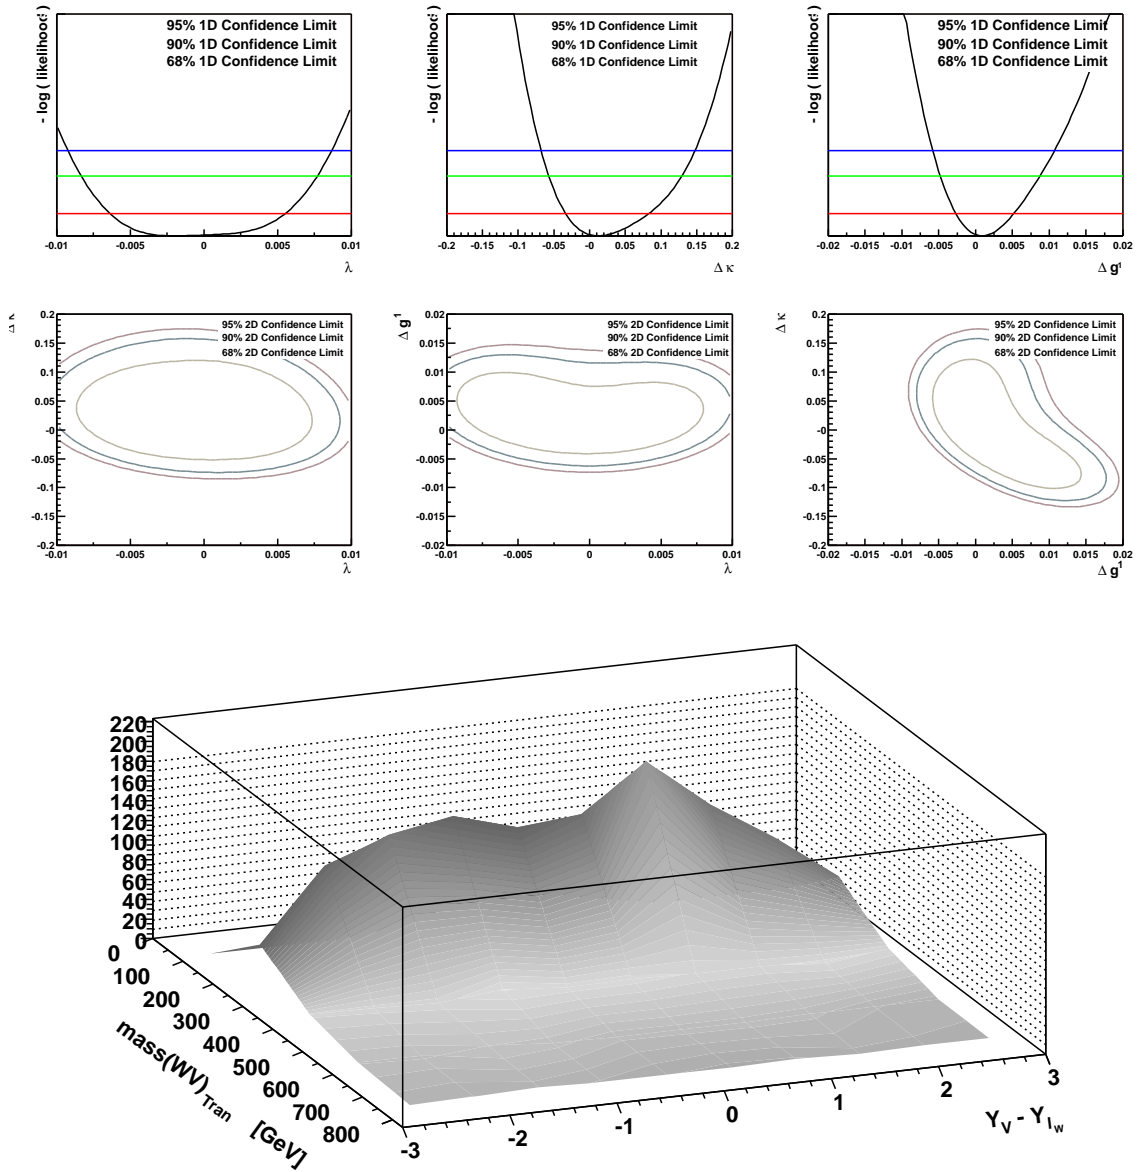 - log ( likelihood )
95% 1D Confidence Limit
90% 1D Confidence Limit
68% 1D Confidence Limit
-0.01 -0.005 0 0.005 0.01
λ
- log ( likelihood )
95% 1D Confidence Limit
90% 1D Confidence Limit
68% 1D Confidence Limit
-0.2 -0.15 -0.1 -0.05 -0 0.05 0.1 0.15 0.2
Δ κ
- log ( likelihood )
95% 1D Confidence Limit
90% 1D Confidence Limit
68% 1D Confidence Limit
-0.02 -0.015 -0.01 -0.005 0 0.005 0.01 0.015 0.02
Δ g¹
Δ κ
95% 2D Confidence Limit
90% 2D Confidence Limit
68% 2D Confidence Limit
0.2
0.15
0.1
0.05
-0
-0.05
-0.1
-0.15
-0.2
-0.01 -0.005 0 0.005 0.01
λ
Δ g¹
95% 2D Confidence Limit
90% 2D Confidence Limit
68% 2D Confidence Limit
0.02
0.015
0.01
0.005
0
-0.005
-0.01
-0.015
-0.02
-0.01 -0.005 0 0.005 0.01
λ
Δ κ
95% 2D Confidence Limit
90% 2D Confidence Limit
68% 2D Confidence Limit
0.2
0.15
0.1
0.05
-0
-0.05
-0.1
-0.15
-0.2
-0.02 -0.015 -0.01 -0.005 0 0.005 0.01 0.015 0.02
Δ g¹
220
200
180
160
140
120
100
80
60
40
20
0
0
100
200
300
400
500
600
700
800
mass(WV)Tran [GeV]
-3
-2
-1
0
1
2
3
YV - Ylw